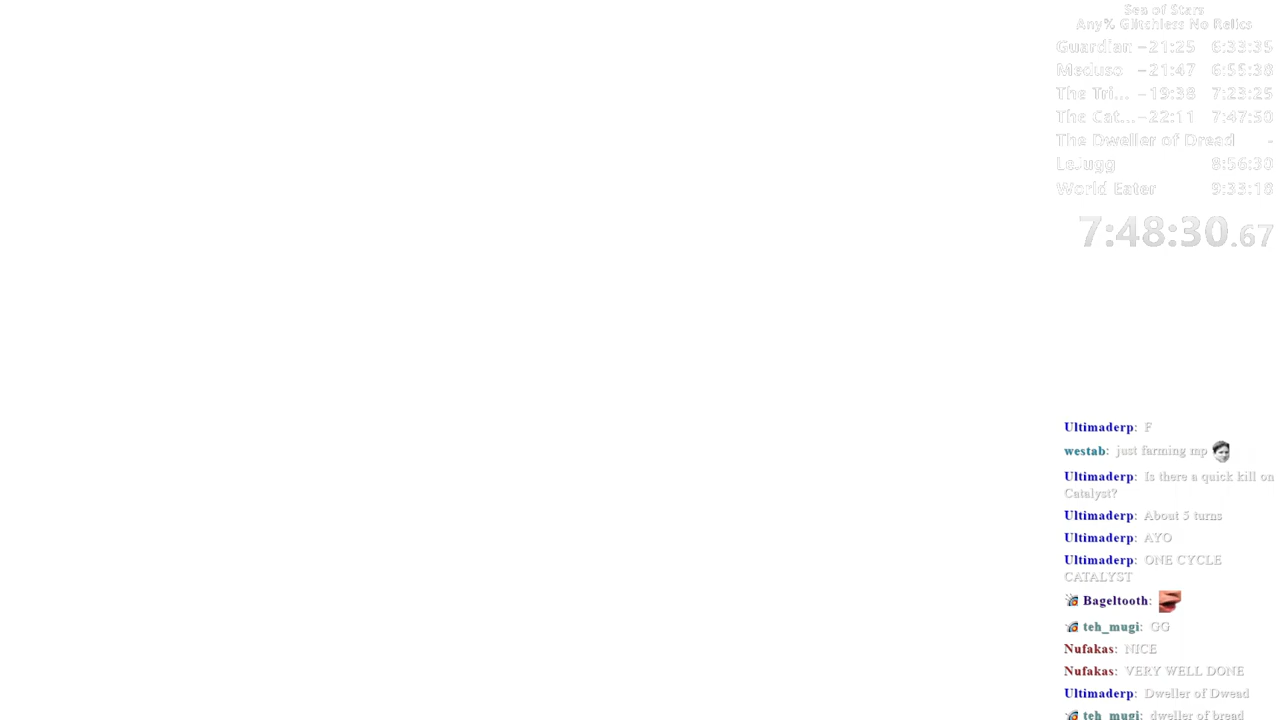 Sea of Stars
Any% Glitchless No Relics
Guardian -21:25 6:33:35
Meduso -21:47 6:55:30
The Tri... -19:38 7:23:25
The Cat... -22:11 7:47:50
The Dweller of Dread -
LeJugg 8:56:30
World Eater 9:33:18
7:48:30.67
Ultimaderp: F
westab: just farming mp
Ultimaderp: Is there a quick kill on
Catalyst?
Ultimaderp: About 5 turns
Ultimaderp: AYO
Ultimaderp: ONE CYCLE
CATALYST
Bageltooth:
teh_mugi: GG
Nufakas: NICE
Nufakas: VERY WELL DONE
Ultimaderp: Dweller of Dwead
teh_mugi: dweller of bread